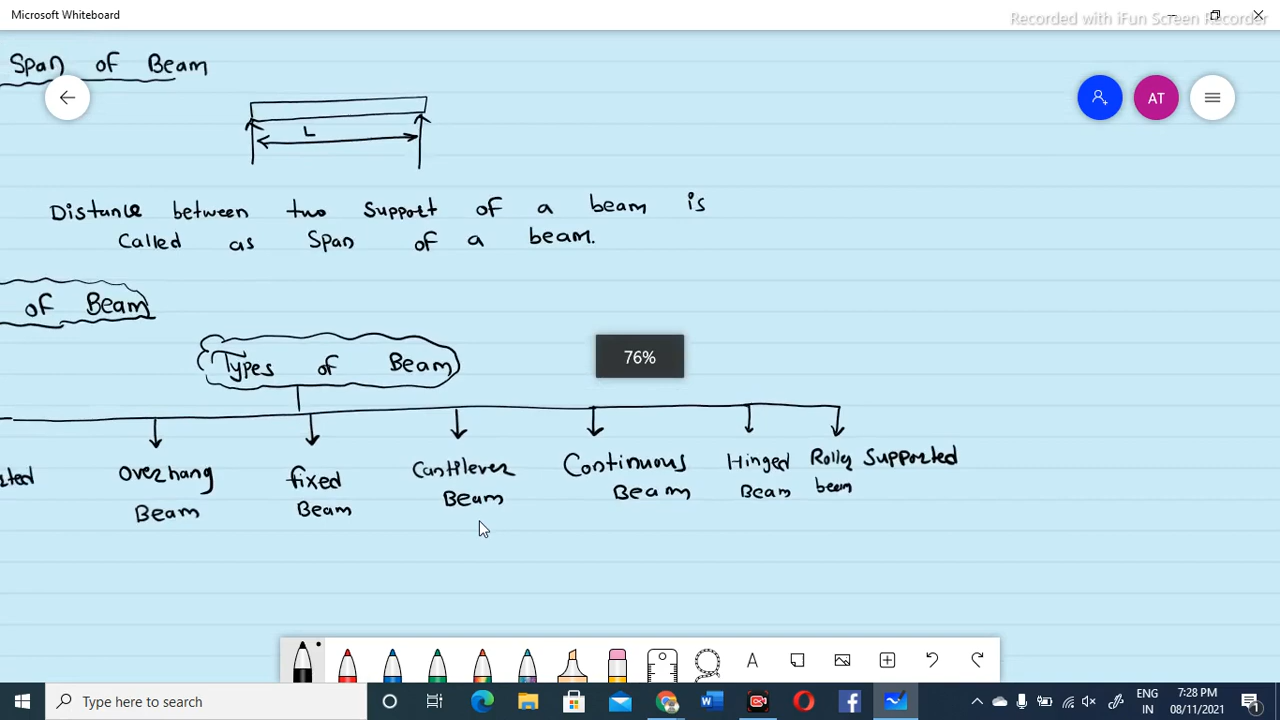 Microsoft Whiteboard
Recorded with iFun Screen Recorder
Span of Beam
AT
L
Distance between two Support of a beam is
Called as Span of a beam.
of Beam
Types of Beam
76%
Overhang Beam
fixed Beam
Cantilever Beam
Continuous Beam
Hinged Beam
Supported
beam
A
Type here to search
ENG
IN
7:28 PM
08/11/2021
1